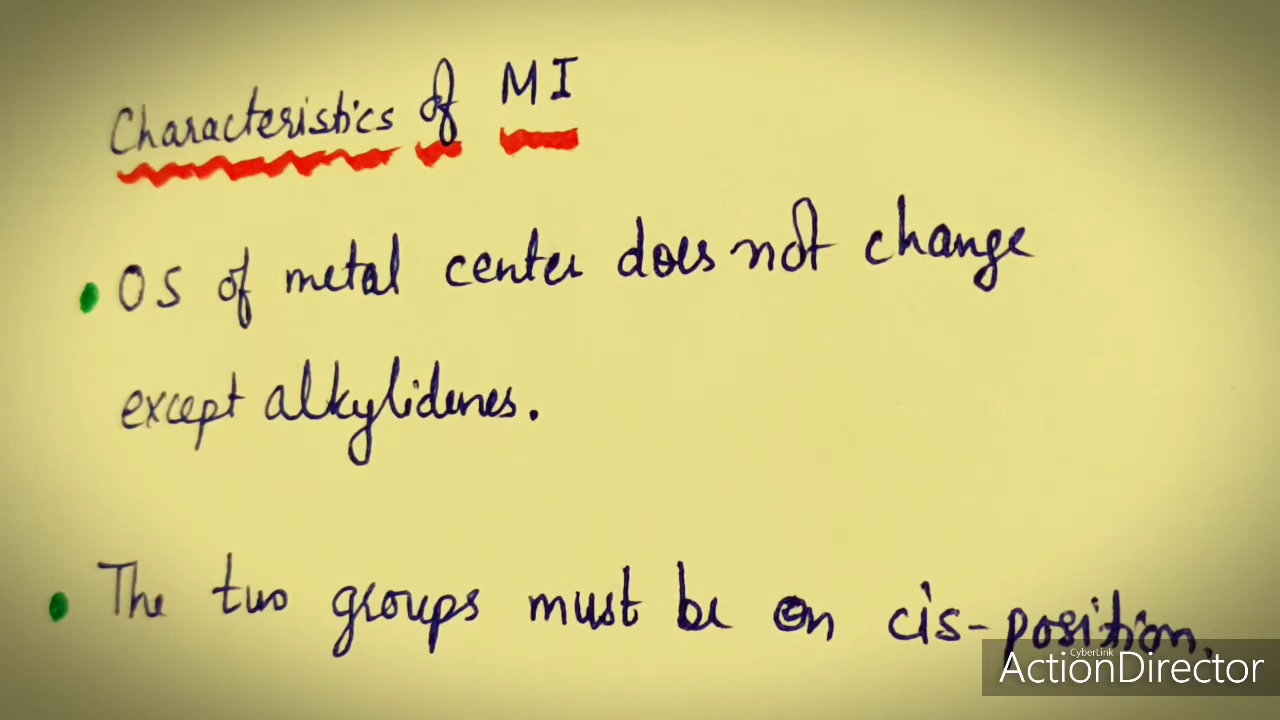 Characteristics of MI
• OS of metal center does not change
except alkylidenes.
• The two groups must be on cis-position.
CyberLink
ActionDirector